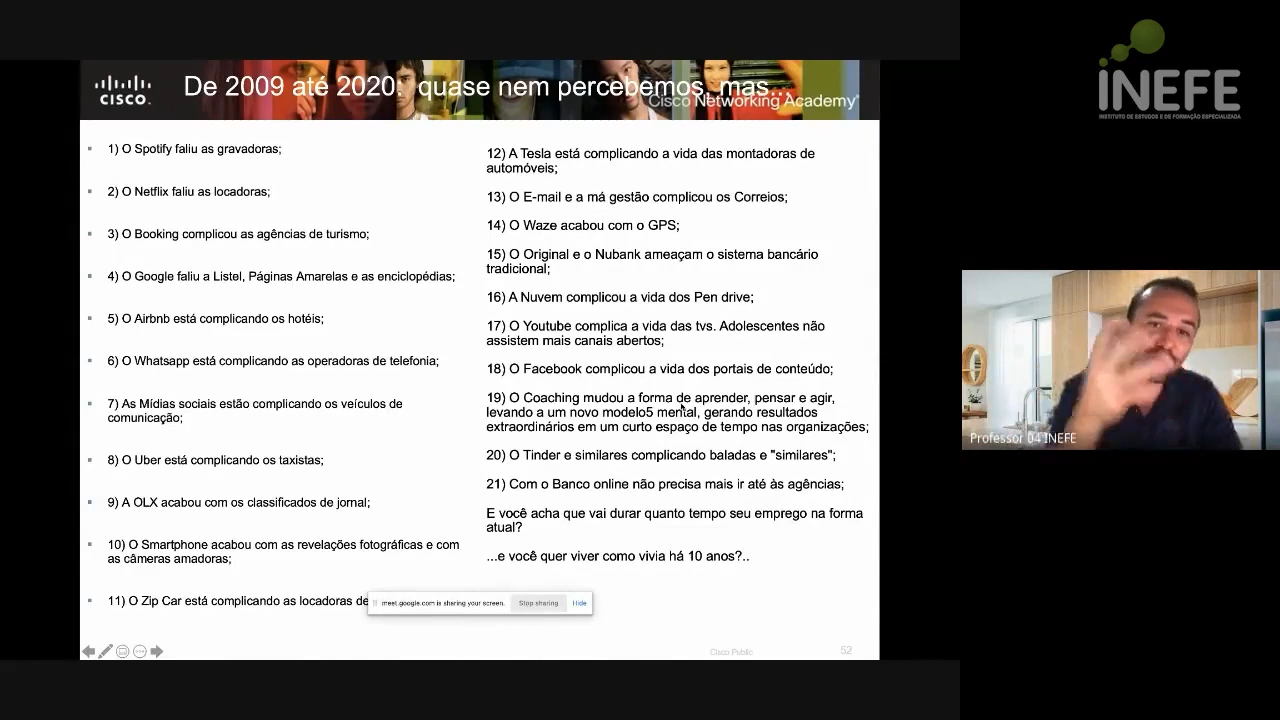 CISCO
De 2009 até 2020: quase nem percebemos, mas...
Cisco Networking Academy
1) O Spotify faliu as gravadoras;
2) O Netflix faliu as locadoras;
3) O Booking complicou as agências de turismo;
4) O Google faliu a Listel, Páginas Amarelas e as enciclopédias;
5) O Airbnb está complicando os hotéis;
6) O Whatsapp está complicando as operadoras de telefonia;
7) As Mídias sociais estão complicando os veículos de
comunicação;
8) O Uber está complicando os taxistas;
9) A OLX acabou com os classificados de jornal;
10) O Smartphone acabou com as revelações fotográficas e com
as câmeras amadoras;
11) O Zip Car está complicando as locadoras de
12) A Tesla está complicando a vida das montadoras de
automóveis;
13) O E-mail e a má gestão complicou os Correios;
14) O Waze acabou com o GPS;
15) O Original e o Nubank ameaçam o sistema bancário
tradicional;
16) A Nuvem complicou a vida dos Pen drive;
17) O Youtube complica a vida das tvs. Adolescentes não
assistem mais canais abertos;
18) O Facebook complicou a vida dos portais de conteúdo;
19) O Coaching mudou a forma de aprender, pensar e agir,
levando a um novo modelo5 mental, gerando resultados
extraordinários em um curto espaço de tempo nas organizações;
20) O Tinder e similares complicando baladas e "similares";
21) Com o Banco online não precisa mais ir até às agências;
E você acha que vai durar quanto tempo seu emprego na forma
atual?
...e você quer viver como vivia há 10 anos?..
meet.google.com is sharing your screen.
Stop sharing
Hide
Cisco Public
52
INEFE
INSTITUTO DE ESTUDOS E DE FORMAÇÃO ESPECIALIZADA
Professor 04 INEFE